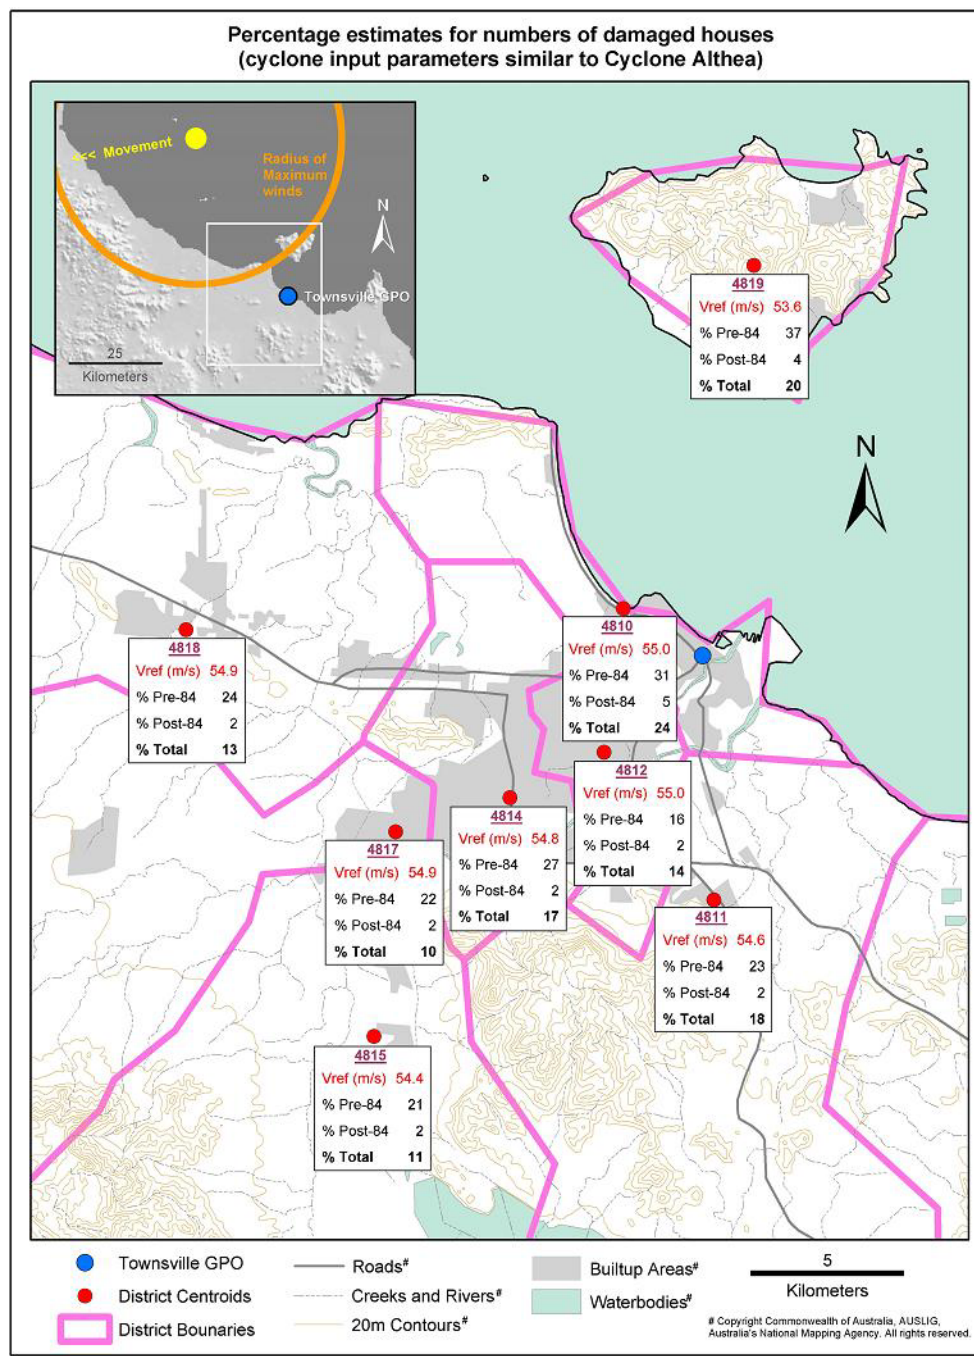 Percentage estimates for numbers of damaged houses
(cyclone input parameters similar to Cyclone Althea)
<<< Movement
Radius of
Maximum
winds
N
Townsville GPO
25
Kilometers
4819
Vref (m/s) 53.6
% Pre-84 37
% Post-84 4
% Total 20
N
4810
Vref (m/s) 55.0
% Pre-84 31
% Post-84 5
% Total 24
4818
Vref (m/s) 54.9
% Pre-84 24
% Post-84 2
% Total 13
4812
Vref (m/s) 55.0
% Pre-84 16
% Post-84 2
% Total 14
4814
Vref (m/s) 54.8
% Pre-84 27
% Post-84 2
% Total 17
4817
Vref (m/s) 54.9
% Pre-84 22
% Post-84 2
% Total 10
4811
Vref (m/s) 54.6
% Pre-84 23
% Post-84 2
% Total 18
4815
Vref (m/s) 54.4
% Pre-84 21
% Post-84 2
% Total 11
Townsville GPO
District Centroids
District Bounaries
Roads#
Creeks and Rivers#
20m Contours#
Builtup Areas#
Waterbodies#
5
Kilometers
# Copyright Commonwealth of Australia, AUSLIG,
Australia's National Mapping Agency. All rights reserved.